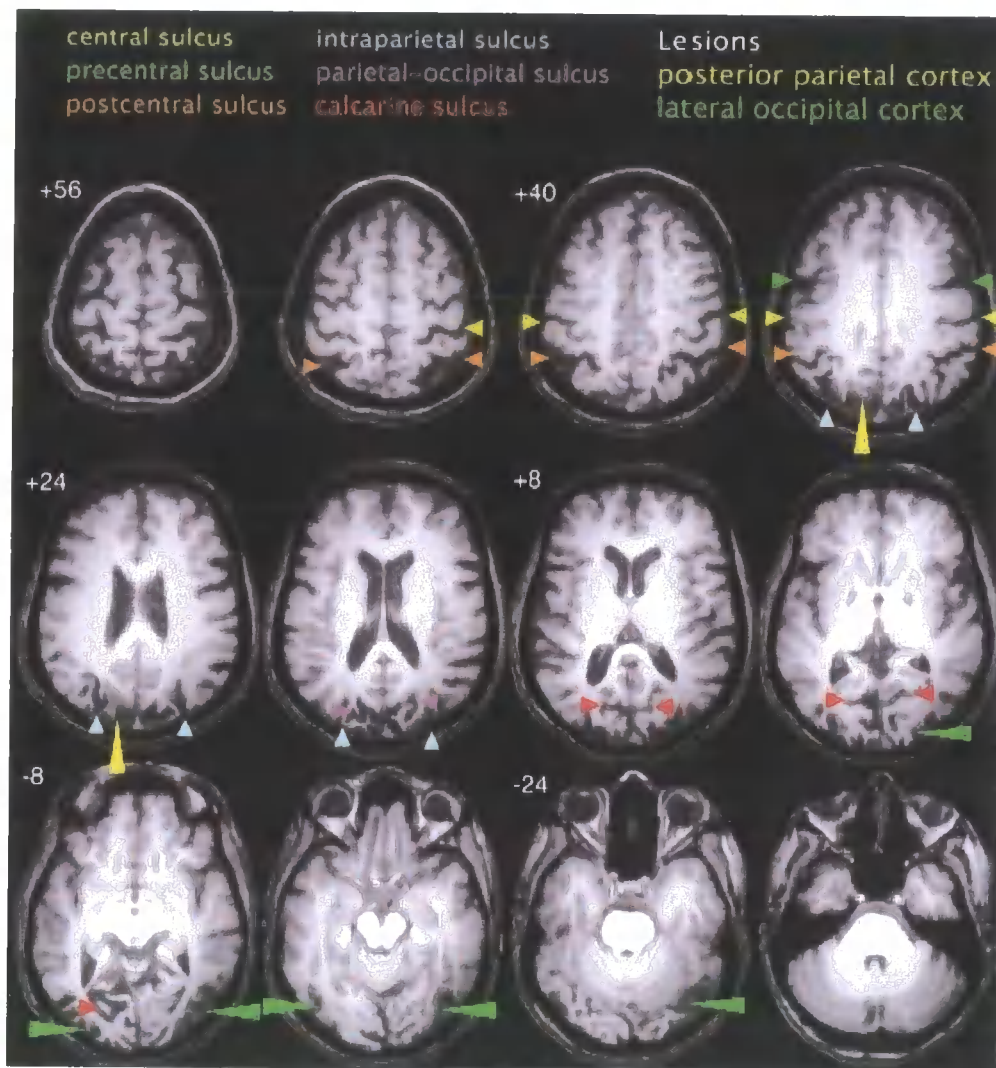 central sulcus
precentral sulcus
postcentral sulcus
intraparietal sulcus
parietal-occipital sulcus
calcarine sulcus
Lesions
posterior parietal cortex
lateral occipital cortex
+56
+40
+24
+8
-8
-24